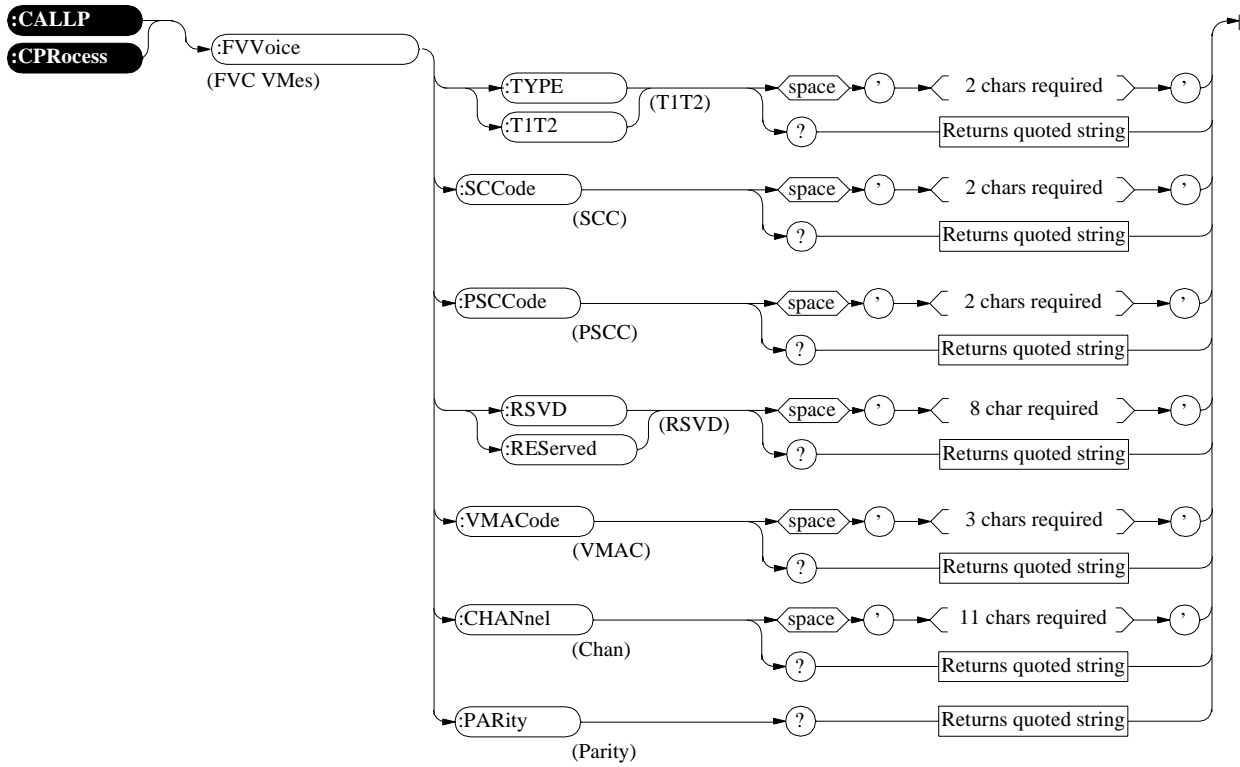 :CALLP
:CPRocess
:FVVoice
(FVC VMes)
:TYPE
:T1T2
(T1T2)
space ’ 2 chars required ’
? Returns quoted string
:SCCode
(SCC)
space ’ 2 chars required ’
? Returns quoted string
:PSCCode
(PSCC)
space ’ 2 chars required ’
? Returns quoted string
:RSVD
:REServed
(RSVD)
space ’ 8 char required ’
? Returns quoted string
:VMACode
(VMAC)
space ’ 3 chars required ’
? Returns quoted string
:CHANnel
(Chan)
space ’ 11 chars required ’
? Returns quoted string
:PARity
(Parity)
? Returns quoted string